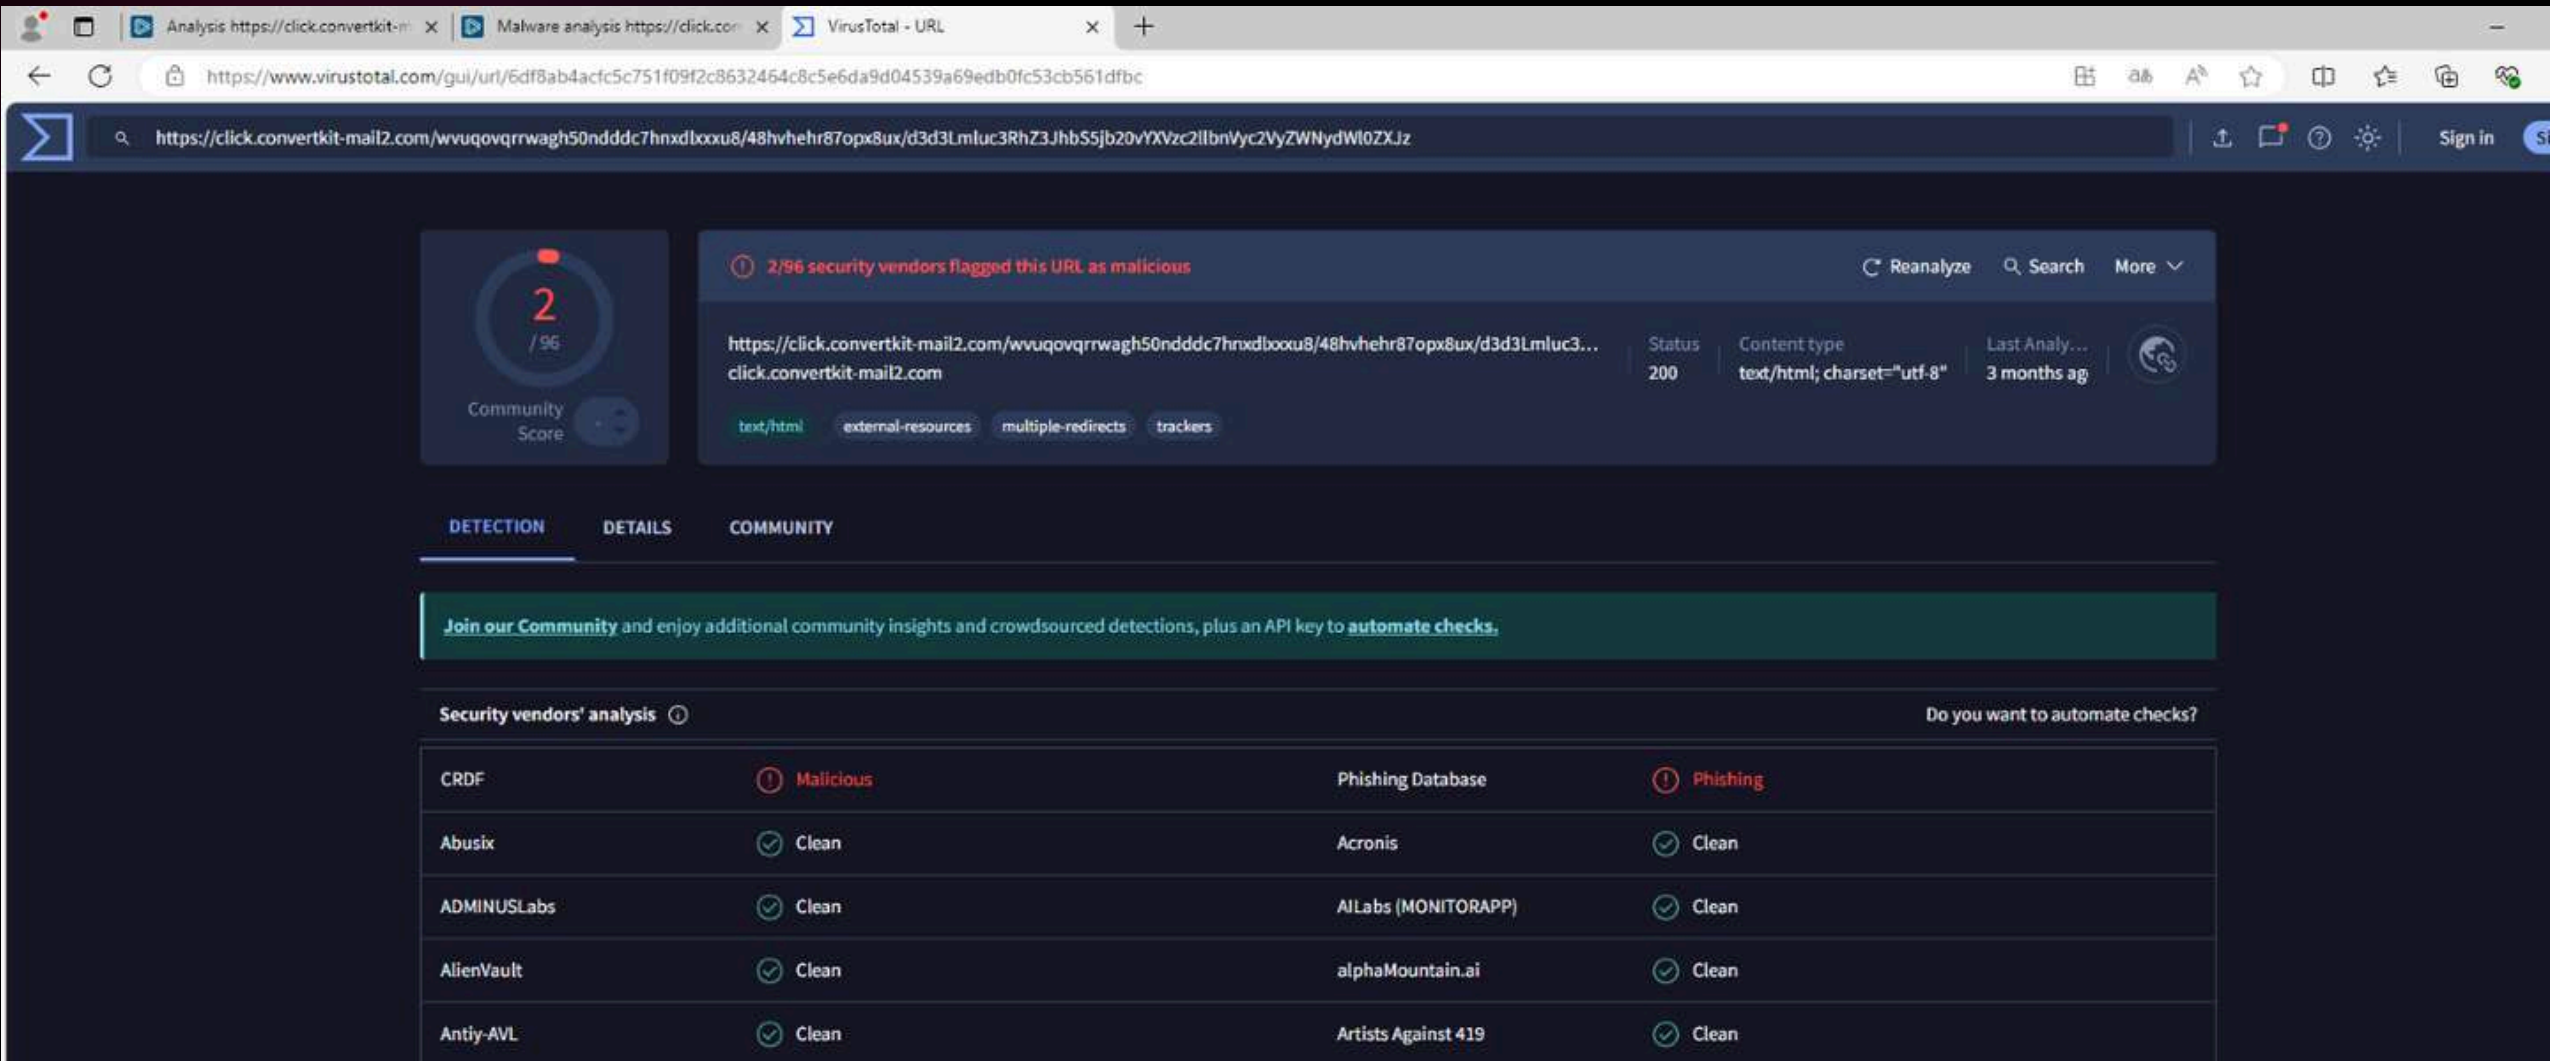 Analysis https://click.convertkit-m
Malware analysis https://click.con
VirusTotal - URL
https://www.virustotal.com/gui/url/6df8ab4acfc5c751f09f2c8632464c8c5e6da9d04539a69edb0fc53cb561dfbc
https://click.convertkit-mail2.com/wvuqovqrrwagh50ndddc7hnxdlxxxu8/48hvhehr87opx8ux/d3d3Lmluc3RhZ3JhbS5jb20vYXVzc2llbnVyc2VyZWNydWl0ZXJz
Sign in
Si
2
/ 96
Community
Score
2/96 security vendors flagged this URL as malicious
Reanalyze
Search
More
https://click.convertkit-mail2.com/wvuqovqrrwagh50ndddc7hnxdlxxxu8/48hvhehr87opx8ux/d3d3Lmluc3...
click.convertkit-mail2.com
Status
200
Content type
text/html; charset="utf-8"
Last Analy...
3 months ag
text/html
external-resources
multiple-redirects
trackers
DETECTION
DETAILS
COMMUNITY
Join our Community and enjoy additional community insights and crowdsourced detections, plus an API key to automate checks.
Security vendors' analysis
Do you want to automate checks?
CRDF
Malicious
Phishing Database
Phishing
Abusix
Clean
Acronis
Clean
ADMINUSLabs
Clean
AILabs (MONITORAPP)
Clean
AlienVault
Clean
alphaMountain.ai
Clean
Antiy-AVL
Clean
Artists Against 419
Clean